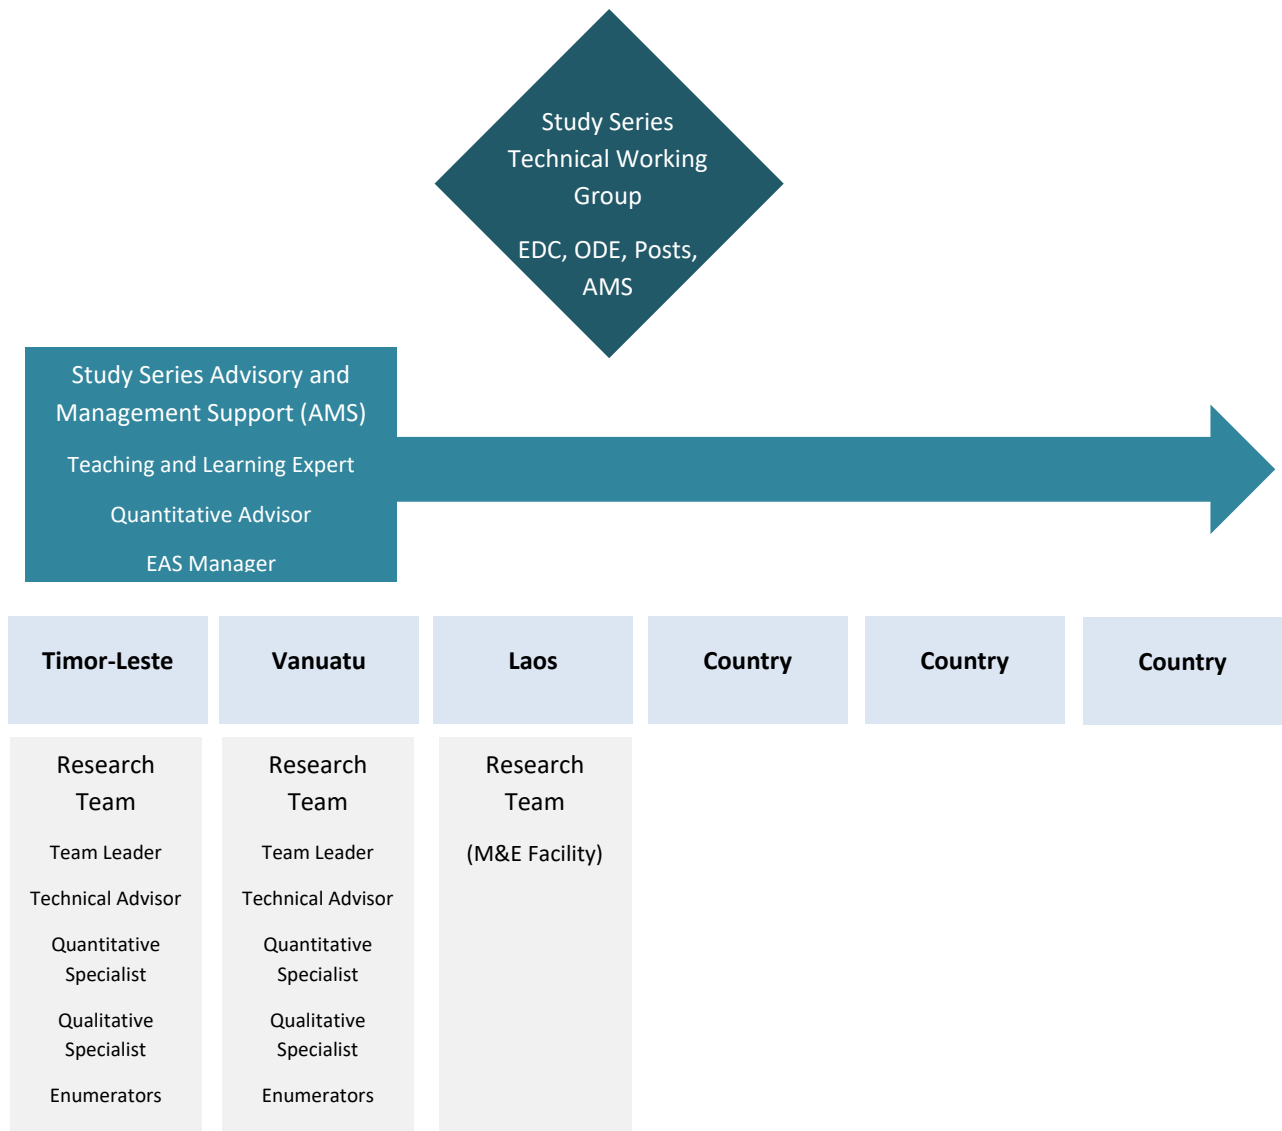 Study Series
Technical Working
Group
EDC, ODE, Posts,
AMS
Study Series Advisory and
Management Support (AMS)
Teaching and Learning Expert
Quantitative Advisor
EAS Manager
Timor-Leste
Vanuatu
Laos
Country
Country
Country
Research
Team
Team Leader
Technical Advisor
Quantitative
Specialist
Qualitative
Specialist
Enumerators
Research
Team
Team Leader
Technical Advisor
Quantitative
Specialist
Qualitative
Specialist
Enumerators
Research
Team
(M&E Facility)